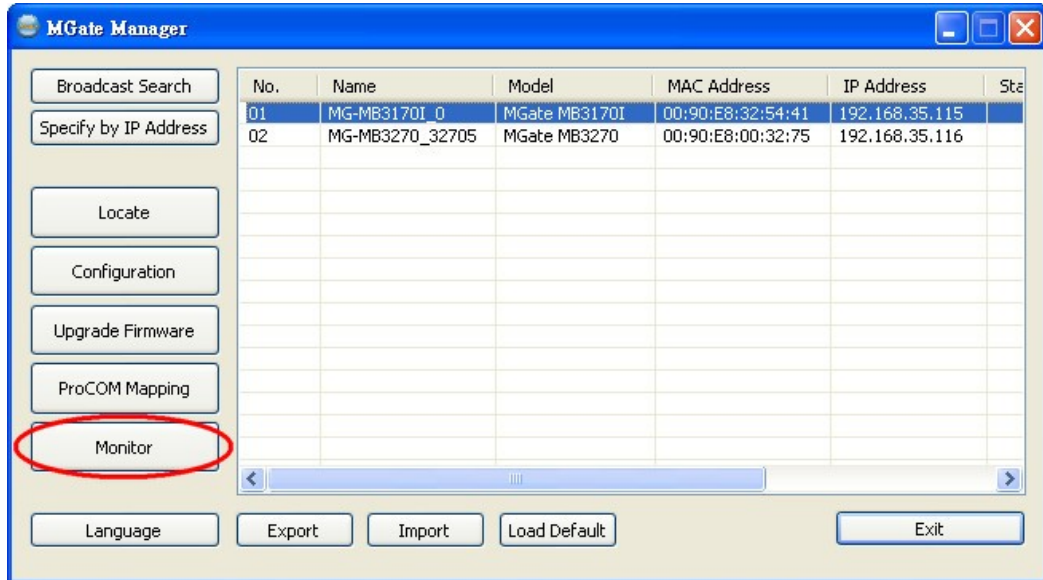 MGate Manager
Broadcast Search
Specify by IP Address
Locate
Configuration
Upgrade Firmware
ProCOM Mapping
Monitor
Language
No. Name Model MAC Address IP Address Sta
01 MG-MB3170I_0 MGate MB3170I 00:90:E8:32:54:41 192.168.35.115
02 MG-MB3270_32705 MGate MB3270 00:90:E8:00:32:75 192.168.35.116
Export Import Load Default Exit